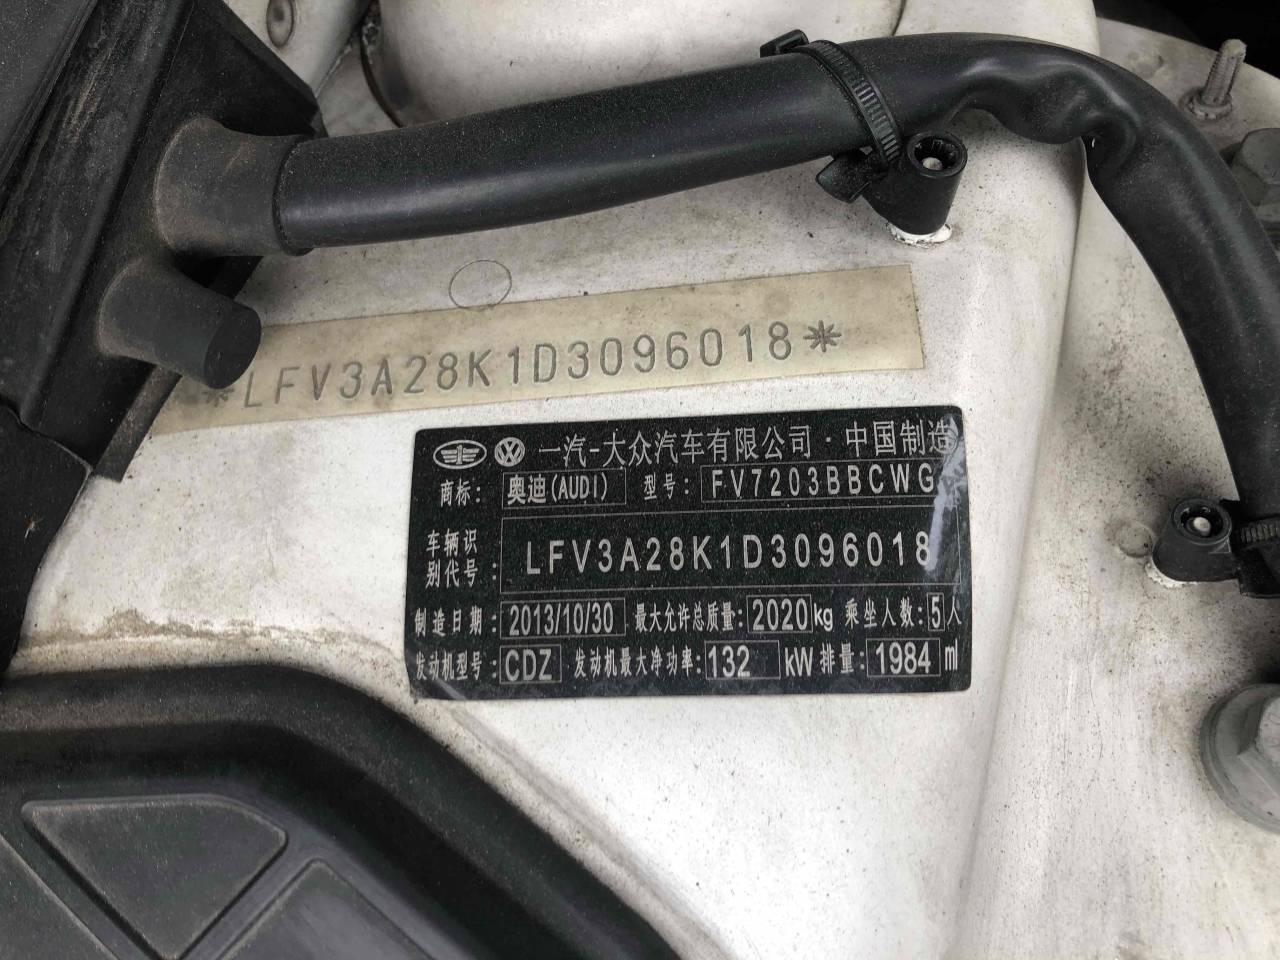 *LFV3A28K1D3096018*
一汽-大众汽车有限公司·中国制造
商标: 奥迪(AUDI) 型号: FV7203BBCWG
车辆识别代号: LFV3A28K1D3096018
制造日期: 2013/10/30 最大允许总质量: 2020kg 乘坐人数: 5人
发动机型号: CDZ 发动机最大净功率: 132 kW 排量: 1984 ml